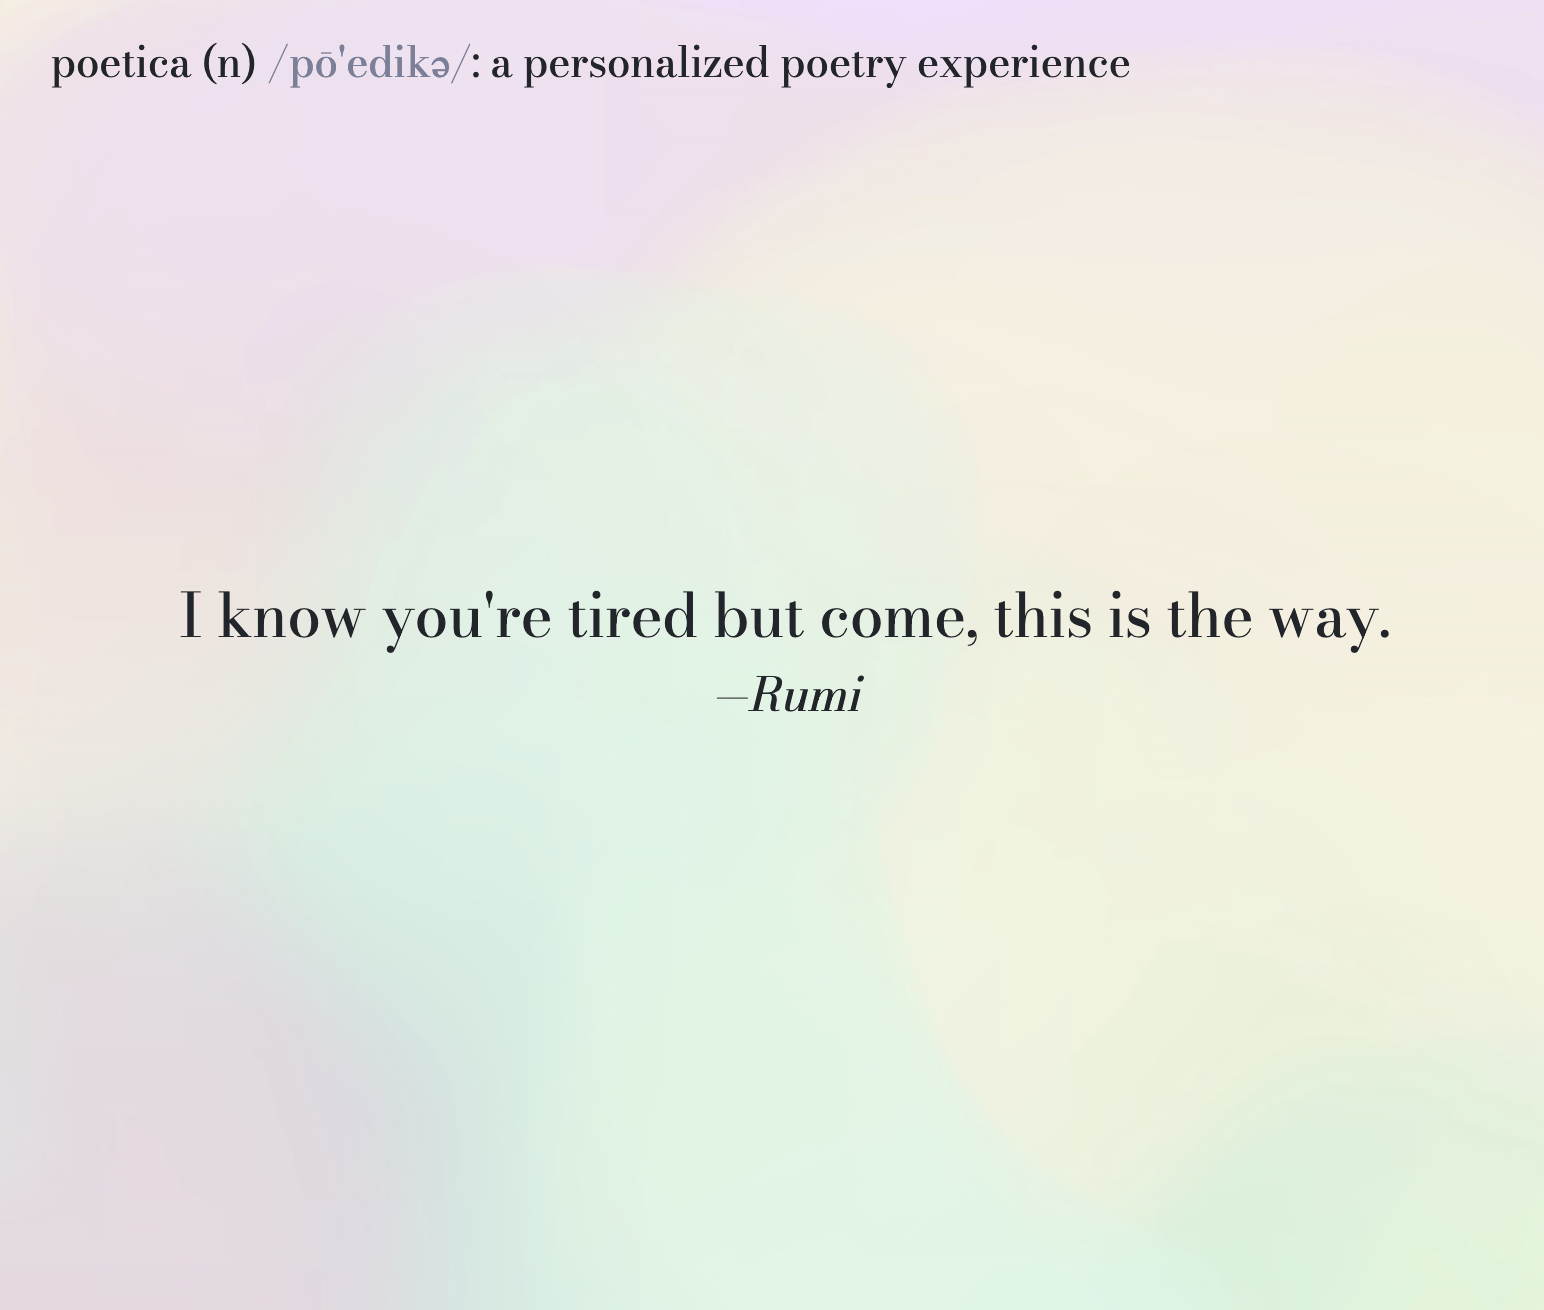 poetica (n) /pō'edikə/: a personalized poetry experience
I know you're tired but come, this is the way.
—Rumi